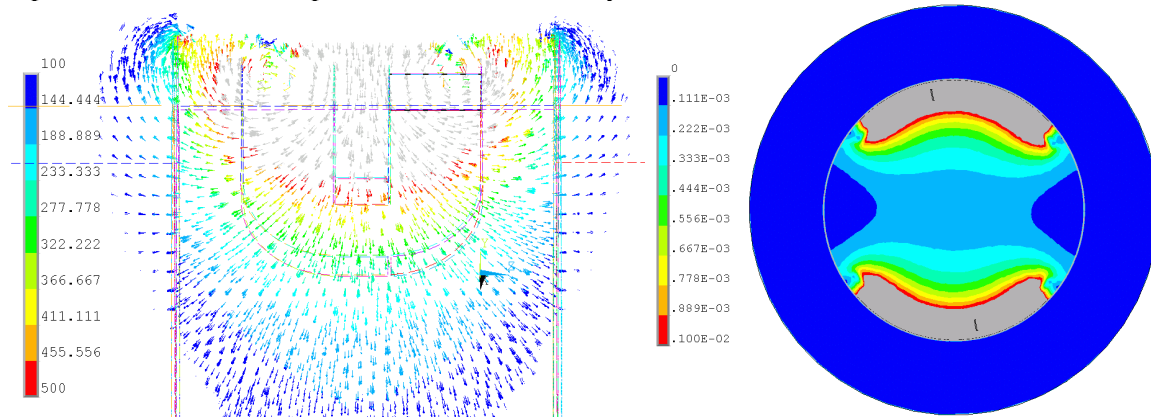 100
144.444
188.889
233.333
277.778
322.222
366.667
411.111
455.556
500
0
.111E-03
.222E-03
.333E-03
.444E-03
.556E-03
.667E-03
.778E-03
.889E-03
.100E-02